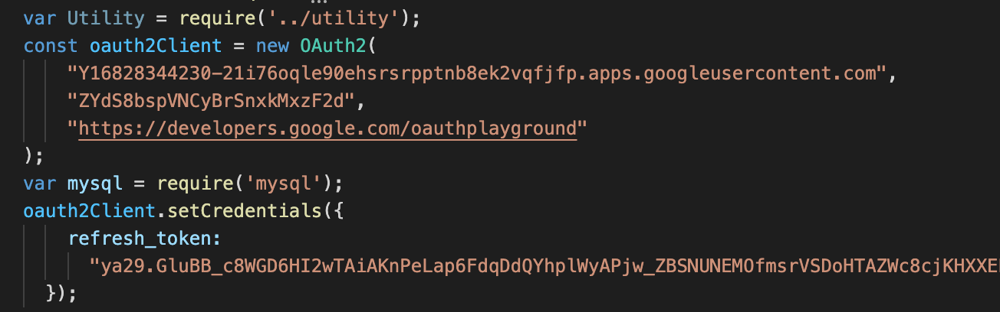 var Utility = require('../utility');
const oauth2Client = new OAuth2(
"Y16828344230-21i76oqle90ehsrsrpptnb8ek2vqfjfp.apps.googleusercontent.com",
"ZYdS8bspVNCyBrSnxkMxzF2d",
"https://developers.google.com/oauthplayground"
);
var mysql = require('mysql');
oauth2Client.setCredentials({
refresh_token:
"ya29.GluBB_c8WGD6HI2wTAiAKnPeLap6FdqDdQYhplWyAPjw_ZBSNUNEMOfmsrVSDoHTAZWc8cjKHXXE
});